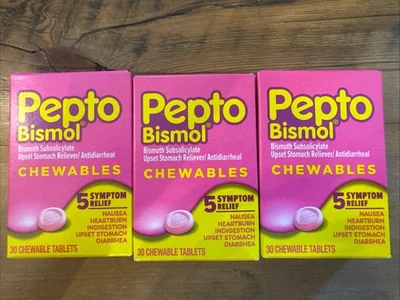 Pepto
Bismol®
Bismuth Subsalicylate
Upset Stomach Reliever/Antidiarrheal
CHEWABLES
5 SYMPTOM
RELIEF
NAUSEA
HEARTBURN
INDIGESTION
UPSET STOMACH
DIARRHEA
30 CHEWABLE TABLETS
Pepto
Bismol®
Bismuth Subsalicylate
Upset Stomach Reliever/Antidiarrheal
CHEWABLES
5 SYMPTOM
RELIEF
NAUSEA
HEARTBURN
INDIGESTION
UPSET STOMACH
DIARRHEA
30 CHEWABLE TABLETS
Pepto
Bismol®
Bismuth Subsalicylate
Upset Stomach Reliever/Antidiarrheal
CHEWABLES
5 SYMPTOM
RELIEF
NAUSEA
HEARTBURN
INDIGESTION
UPSET STOMACH
DIARRHEA
30 CHEWABLE TABLETS